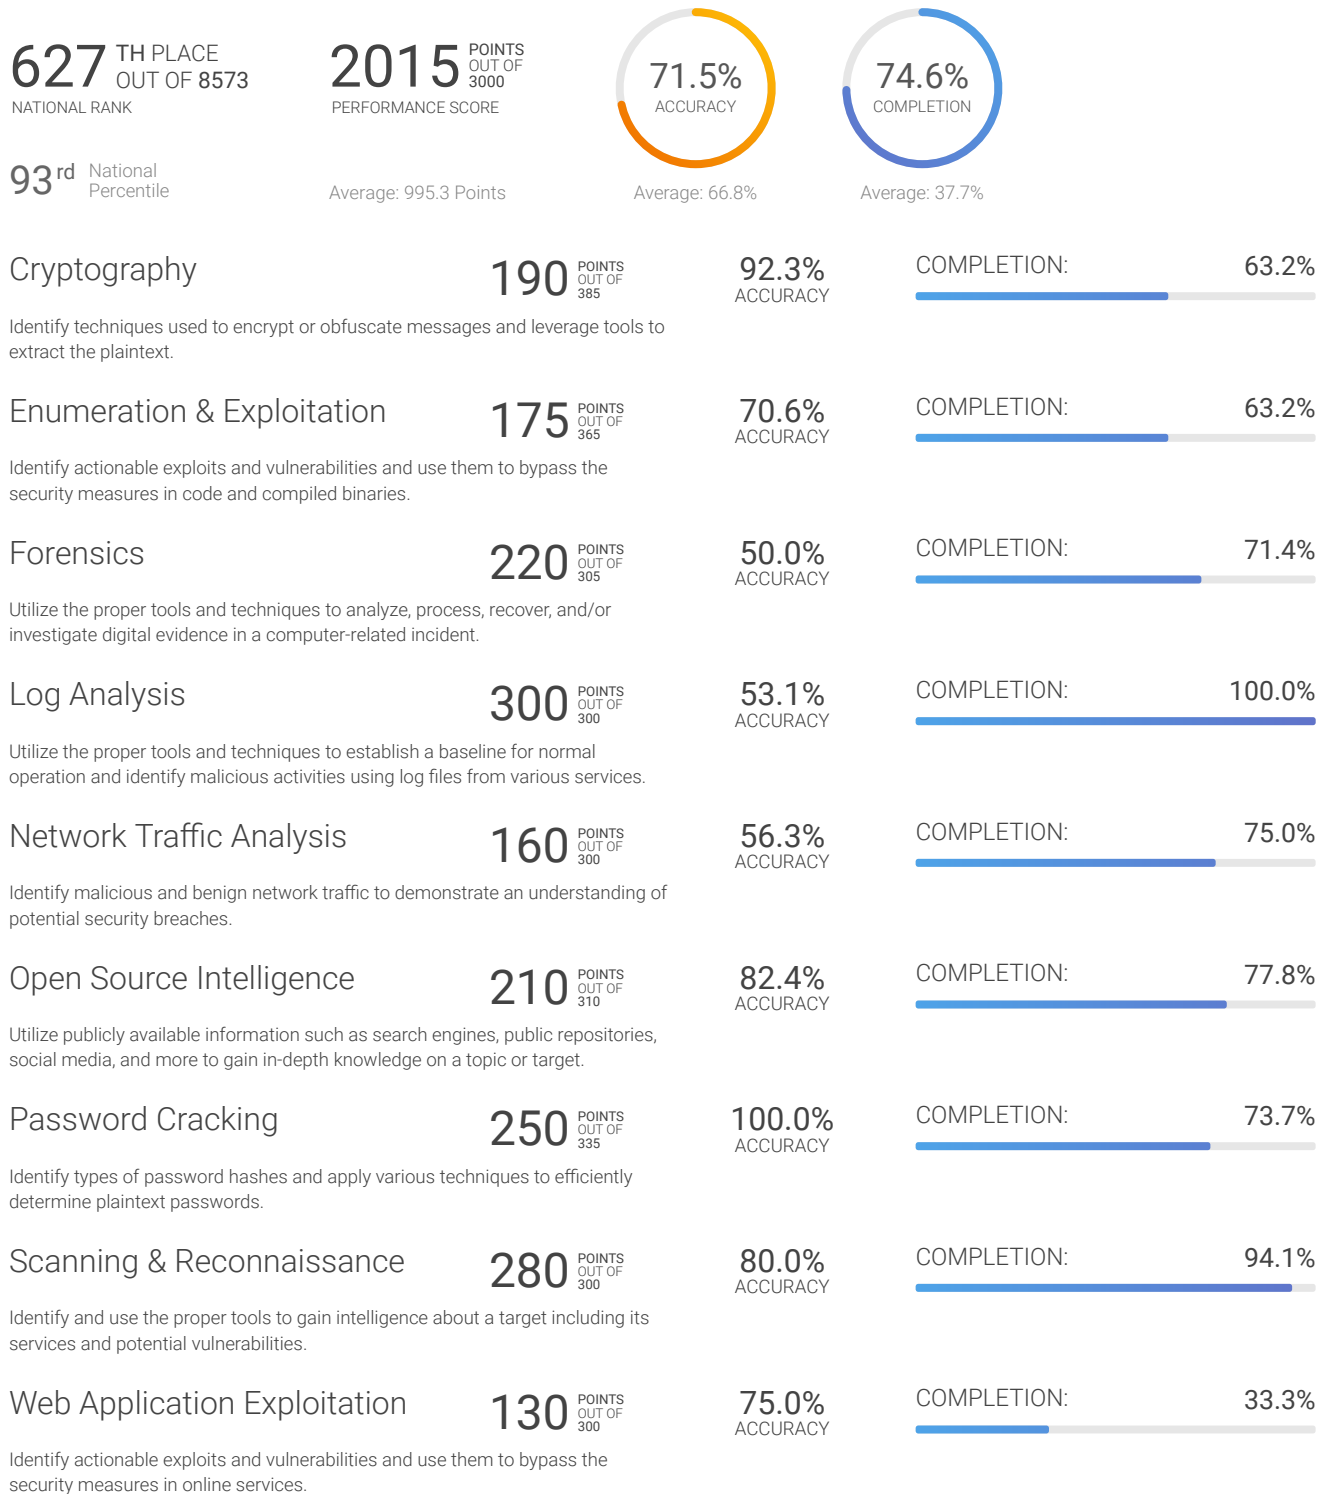 627 TH PLACE
OUT OF 8573
NATIONAL RANK
2015 POINTS
OUT OF
3000
PERFORMANCE SCORE
71.5%
ACCURACY
74.6%
COMPLETION
93rd National
Percentile
Average: 995.3 Points
Average: 66.8%
Average: 37.7%
Cryptography
190 POINTS
OUT OF
385
92.3%
ACCURACY
COMPLETION: 63.2%
Identify techniques used to encrypt or obfuscate messages and leverage tools to
extract the plaintext.
Enumeration & Exploitation
175 POINTS
OUT OF
365
70.6%
ACCURACY
COMPLETION: 63.2%
Identify actionable exploits and vulnerabilities and use them to bypass the
security measures in code and compiled binaries.
Forensics
220 POINTS
OUT OF
305
50.0%
ACCURACY
COMPLETION: 71.4%
Utilize the proper tools and techniques to analyze, process, recover, and/or
investigate digital evidence in a computer-related incident.
Log Analysis
300 POINTS
OUT OF
300
53.1%
ACCURACY
COMPLETION: 100.0%
Utilize the proper tools and techniques to establish a baseline for normal
operation and identify malicious activities using log files from various services.
Network Traffic Analysis
160 POINTS
OUT OF
300
56.3%
ACCURACY
COMPLETION: 75.0%
Identify malicious and benign network traffic to demonstrate an understanding of
potential security breaches.
Open Source Intelligence
210 POINTS
OUT OF
310
82.4%
ACCURACY
COMPLETION: 77.8%
Utilize publicly available information such as search engines, public repositories,
social media, and more to gain in-depth knowledge on a topic or target.
Password Cracking
250 POINTS
OUT OF
335
100.0%
ACCURACY
COMPLETION: 73.7%
Identify types of password hashes and apply various techniques to efficiently
determine plaintext passwords.
Scanning & Reconnaissance
280 POINTS
OUT OF
300
80.0%
ACCURACY
COMPLETION: 94.1%
Identify and use the proper tools to gain intelligence about a target including its
services and potential vulnerabilities.
Web Application Exploitation
130 POINTS
OUT OF
300
75.0%
ACCURACY
COMPLETION: 33.3%
Identify actionable exploits and vulnerabilities and use them to bypass the
security measures in online services.